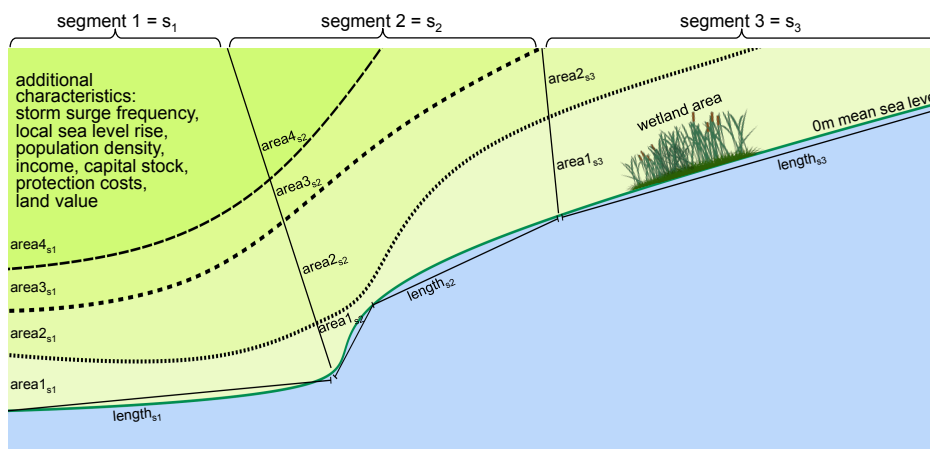 segment 1 = s₁
segment 2 = s₂
segment 3 = s₃
additional
characteristics:
storm surge frequency,
local sea level rise,
population density,
income, capital stock,
protection costs,
land value
area4ₛ₁
area3ₛ₁
area2ₛ₁
area1ₛ₁
lengthₛ₁
area4ₛ₂
area3ₛ₂
area2ₛ₂
area1ₛ₂
lengthₛ₂
area2ₛ₃
area1ₛ₃
wetland area
0m mean sea level
lengthₛ₃